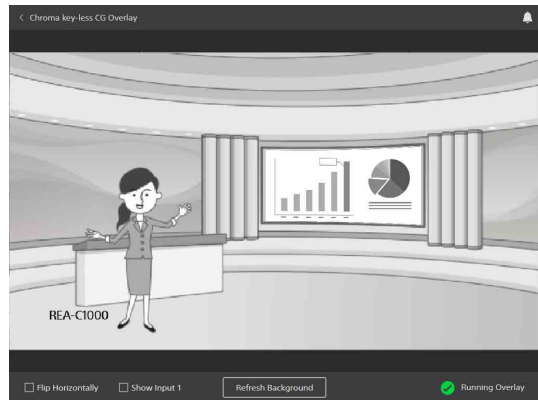 < Chroma key-less CG Overlay
REA-C1000
Flip Horizontally Show Input 1 Refresh Background Running Overlay